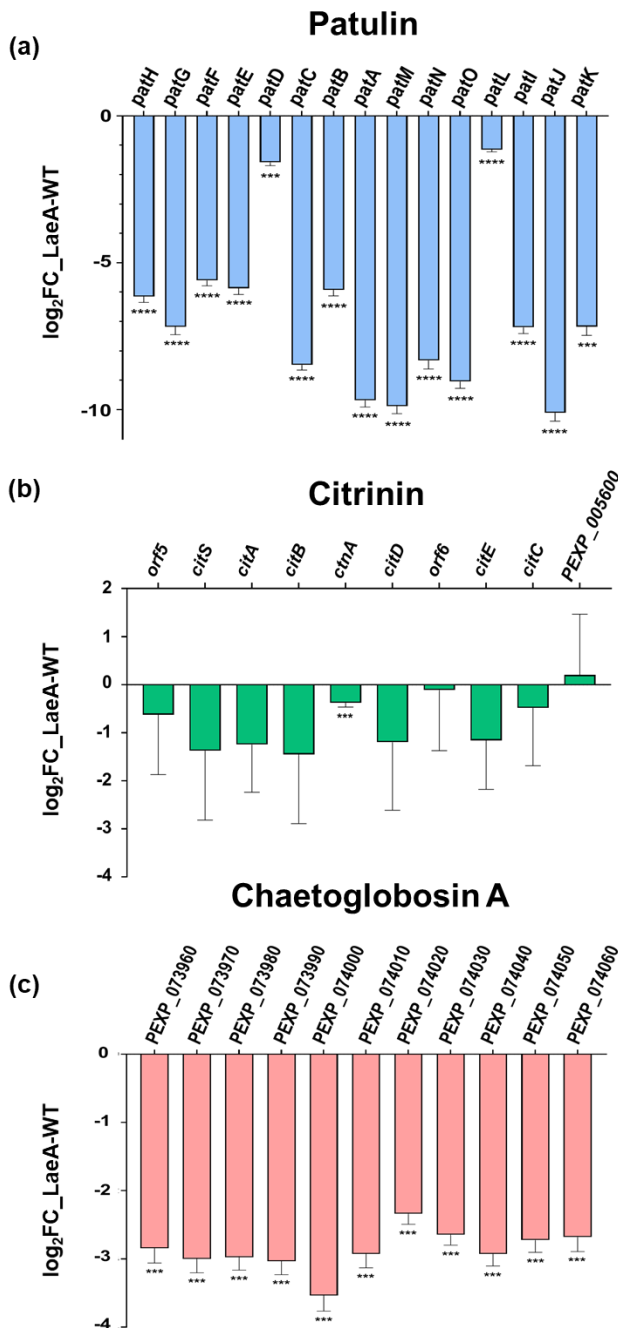 Patulin
(a)
patH patG patF patE patD patC patB patA patM patN patO patL patI patJ patK
log2FC_LaeA-WT
0
-5
-10
**** **** **** **** *** **** **** **** **** **** **** **** **** **** ***
(b)
Citrinin
orf5 citS citA citB ctnA citD orf6 citE citC PEXP_005600
log2FC_LaeA-WT
2
1
0
-1
-2
-3
-4
***
Chaetoglobosin A
(c)
PEXP_073960 PEXP_073970 PEXP_073980 PEXP_073990 PEXP_074000 PEXP_074010 PEXP_074020 PEXP_074030 PEXP_074040 PEXP_074050 PEXP_074060
log2FC_LaeA-WT
0
-1
-2
-3
-4
*** *** *** *** *** *** *** *** *** *** ***